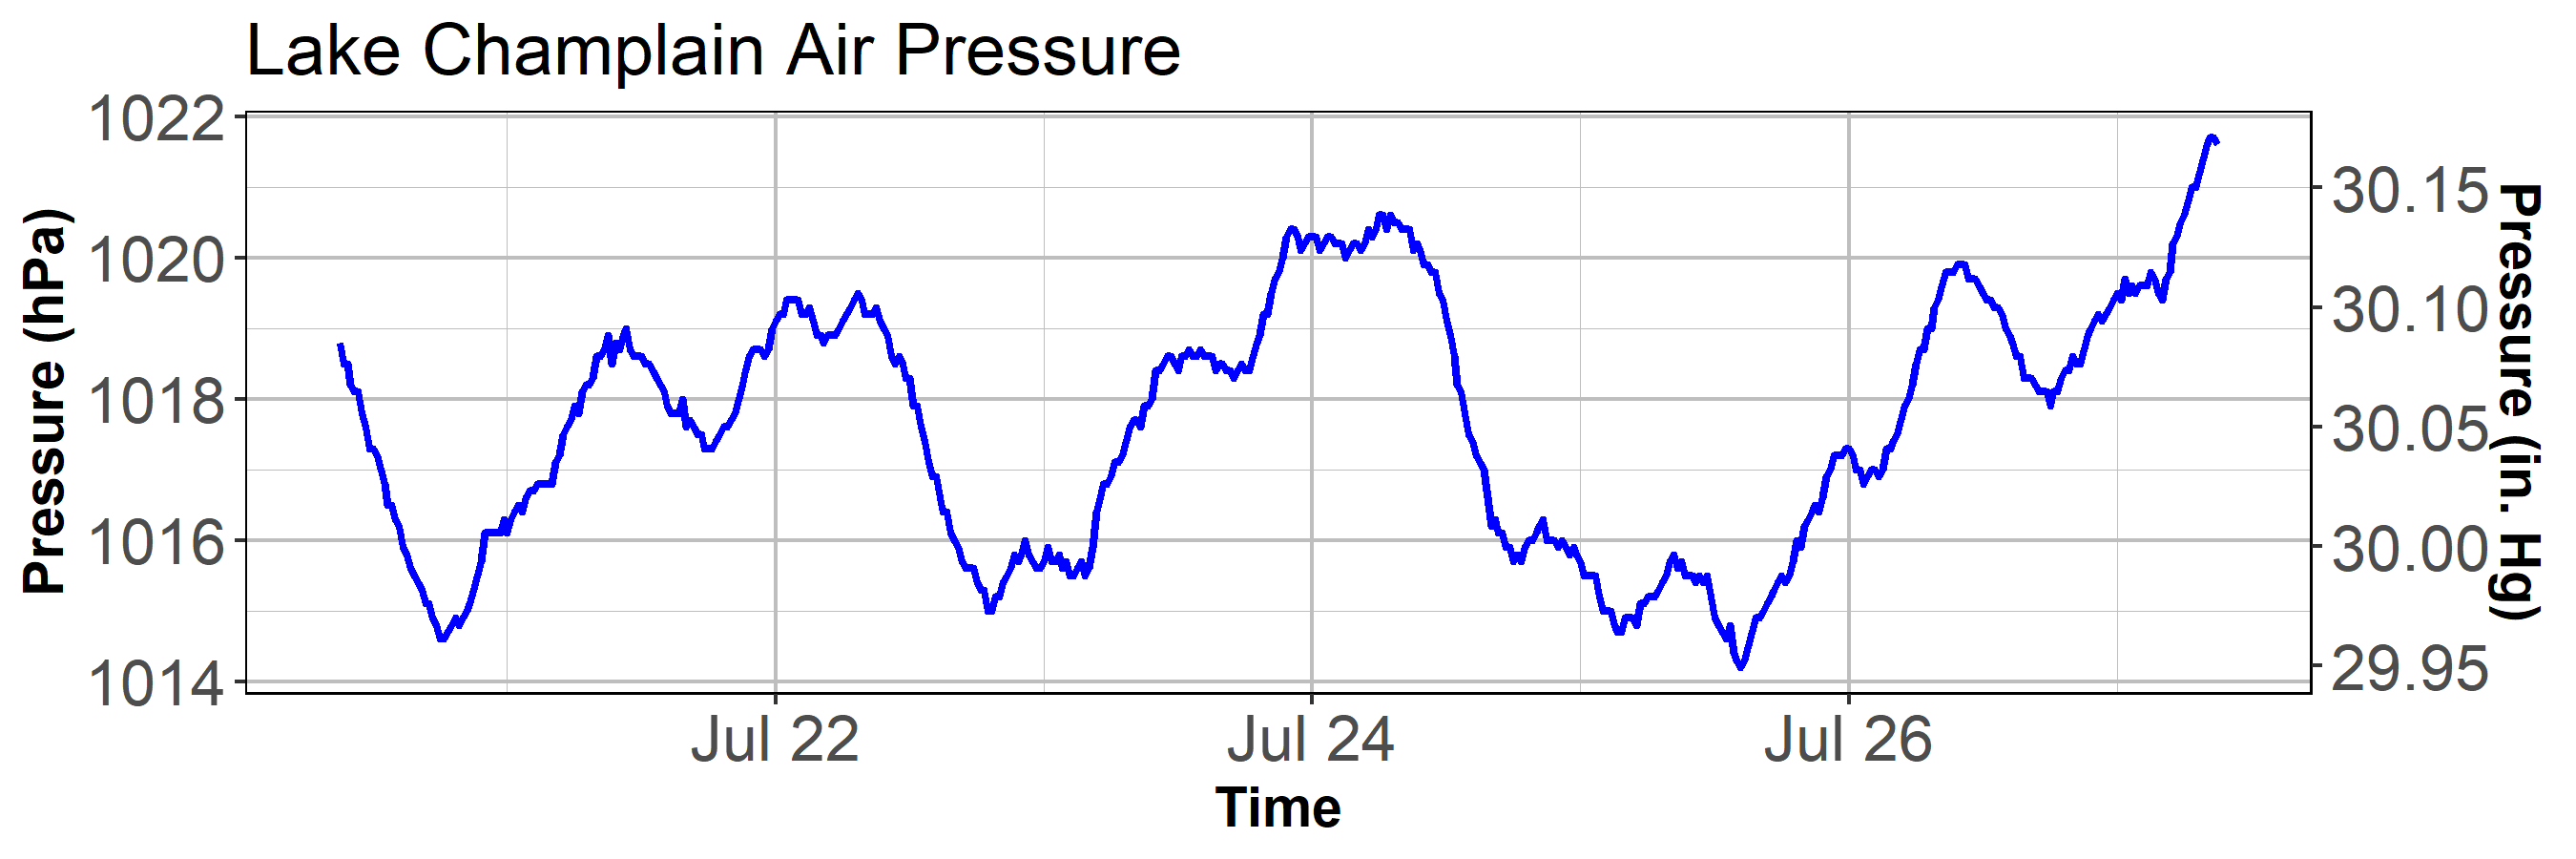 Lake Champlain Air Pressure
1022
1020
1018
1016
1014
Pressure (hPa)
30.15
30.10
30.05
30.00
29.95
Pressure (in. Hg)
Jul 22
Jul 24
Jul 26
Time